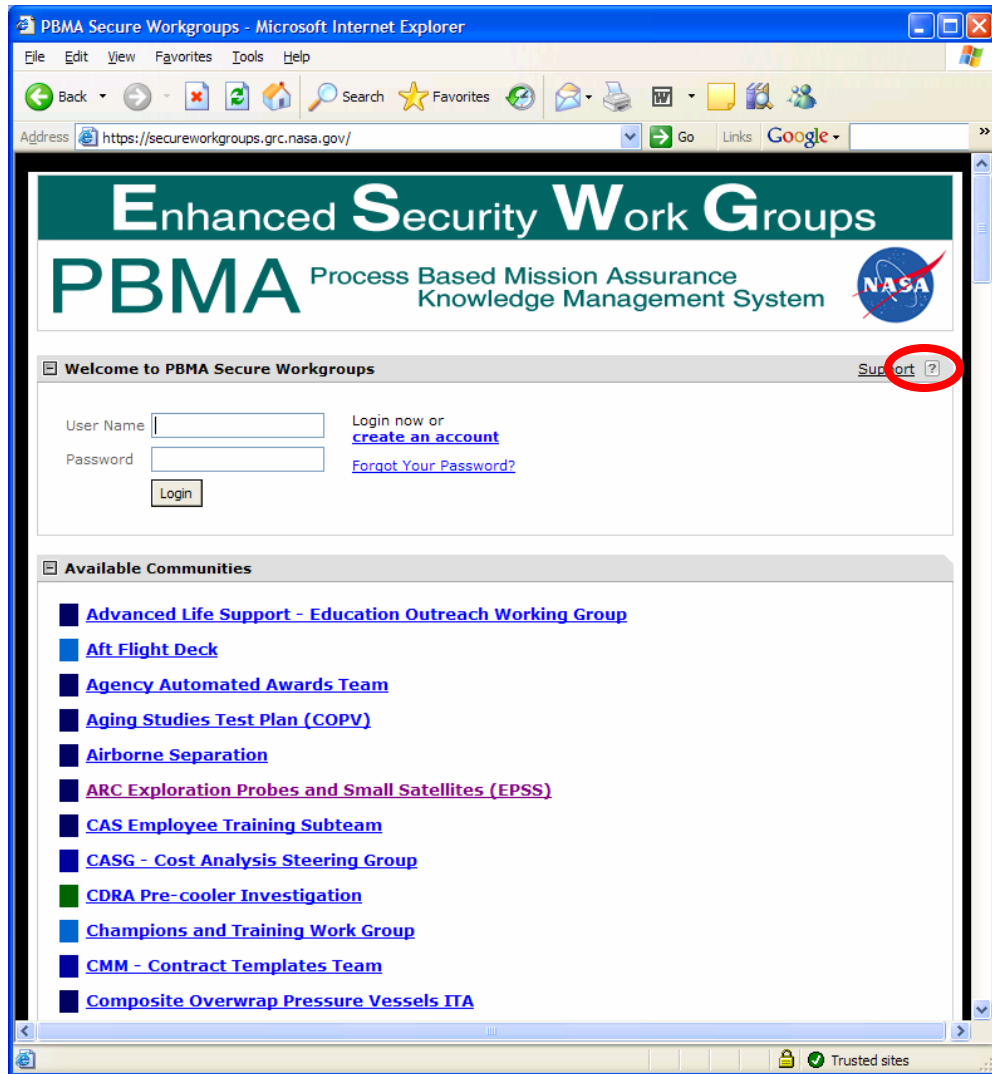 PBMA Secure Workgroups - Microsoft Internet Explorer
File Edit View Favorites Tools Help
Back Search Favorites
Address https://secureworkgroups.grc.nasa.gov/ Go Links Google »
Enhanced Security Work Groups
PBMA Process Based Mission Assurance
Knowledge Management System
NASA
Welcome to PBMA Secure Workgroups Support ?
User Name Login now or
create an account
Password Forgot Your Password?
Login
Available Communities
Advanced Life Support - Education Outreach Working Group
Aft Flight Deck
Agency Automated Awards Team
Aging Studies Test Plan (COPV)
Airborne Separation
ARC Exploration Probes and Small Satellites (EPSS)
CAS Employee Training Subteam
CASG - Cost Analysis Steering Group
CDRA Pre-cooler Investigation
Champions and Training Work Group
CMM - Contract Templates Team
Composite Overwrap Pressure Vessels ITA
Trusted sites